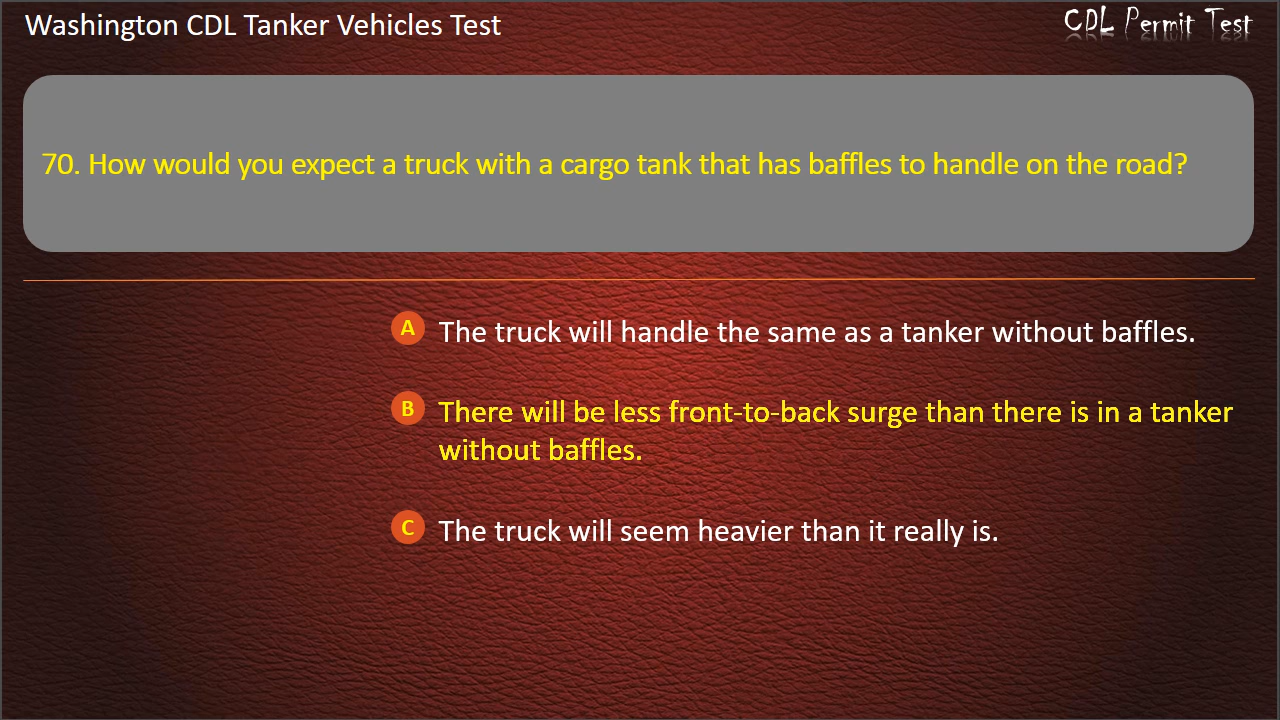 Washington CDL Tanker Vehicles Test
CDL Permit Test
70. How would you expect a truck with a cargo tank that has baffles to handle on the road?
A The truck will handle the same as a tanker without baffles.
B There will be less front-to-back surge than there is in a tanker
without baffles.
C The truck will seem heavier than it really is.